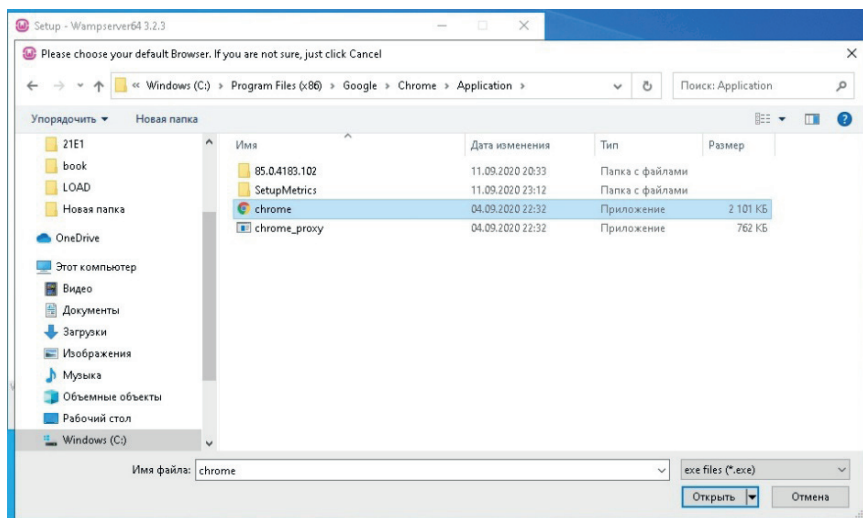 Setup - Wampserver64 3.2.3
Please choose your default Browser. If you are not sure, just click Cancel
« Windows (C:) › Program Files (x86) › Google › Chrome › Application ›
Поиск: Application
Упорядочить
Новая папка
21E1
book
LOAD
Новая папка
OneDrive
Этот компьютер
Видео
Документы
Загрузки
Изображения
Музыка
Объемные объекты
Рабочий стол
Windows (C:)
Имя Дата изменения Тип Размер
85.0.4183.102 11.09.2020 20:33 Папка с файлами
SetupMetrics 11.09.2020 23:12 Папка с файлами
chrome 04.09.2020 22:32 Приложение 2 101 КБ
chrome_proxy 04.09.2020 22:32 Приложение 762 КБ
Имя файла: chrome
exe files (*.exe)
Открыть
Отмена